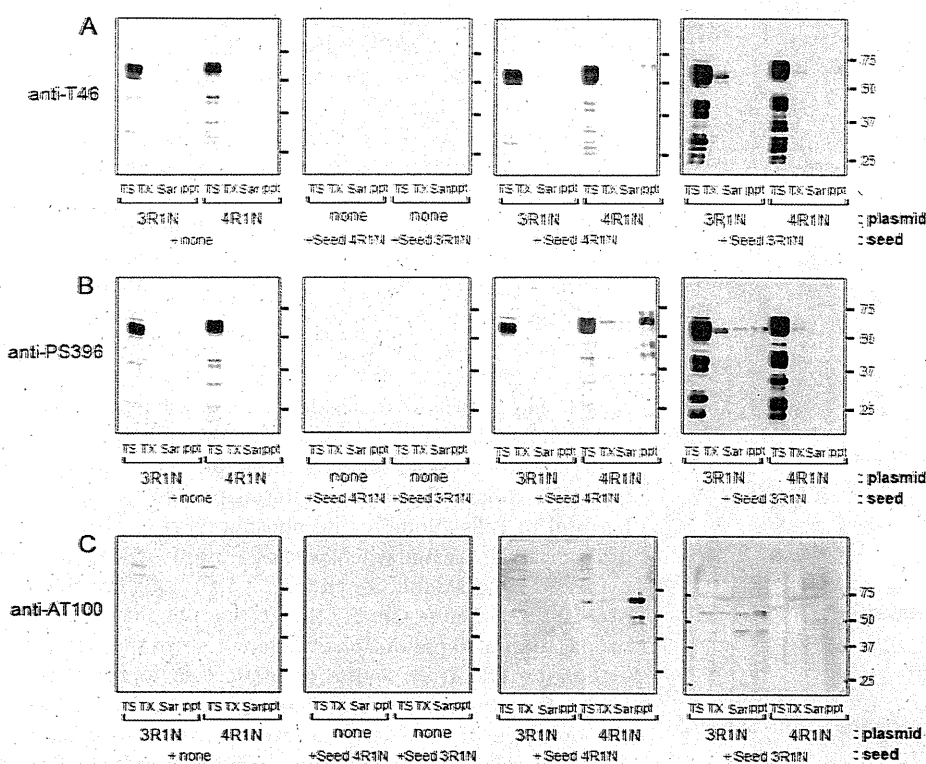 A
anti-T46
75
50
37
25
TS TX Sar ppt TS TX Sar ppt
TS TX Sar ppt TS TX Sar ppt
TS TX Sar ppt TS TX Sar ppt
TS TX Sar ppt TS TX Sar ppt
3R1N 4R1N none none 3R1N 4R1N 3R1N 4R1N : plasmid
+none +Seed 4R1N +Seed 3R1N +Seed 4R1N +Seed 3R1N : seed
B
anti-PS396
75
50
37
25
TS TX Sar ppt TS TX Sar ppt
TS TX Sar ppt TS TX Sar ppt
TS TX Sar ppt TS TX Sar ppt
TS TX Sar ppt TS TX Sar ppt
3R1N 4R1N none none 3R1N 4R1N 3R1N 4R1N : plasmid
+none +Seed 4R1N +Seed 3R1N +Seed 4R1N +Seed 3R1N : seed
C
anti-AT100
75
50
37
25
TS TX Sar ppt TS TX Sar ppt
TS TX Sar ppt TS TX Sar ppt
TS TX Sar ppt TS TX Sar ppt
TS TX Sar ppt TS TX Sar ppt
3R1N 4R1N none none 3R1N 4R1N 3R1N 4R1N : plasmid
+none +Seed 4R1N +Seed 3R1N +Seed 4R1N +Seed 3R1N : seed